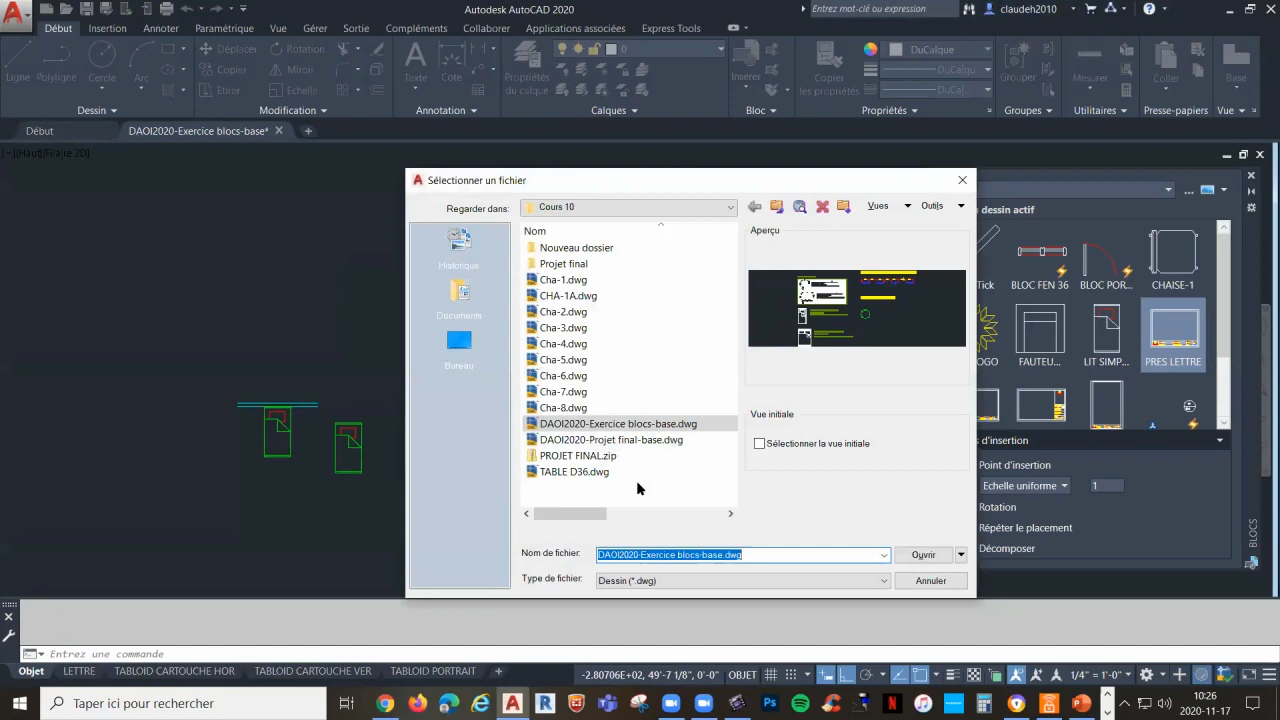 Autodesk AutoCAD 2020
Entrez mot-clé ou expression
claudeh2010
Début
Insertion
Annoter
Paramétrique
Vue
Gérer
Sortie
Compléments
Collaborer
Applications associées
Express Tools
Ligne
Polyligne
Cercle
Arc
Déplacer
Rotation
Copier
Miroir
Etirer
Echelle
Texte
Cote
Propriétés
du calque
0
Insérer
Copier
les propriétés
DuCalque
DuCalqu
DuCal...
Grouper
Mesurer
Coller
Base
Dessin
Modification
Annotation
Calques
Bloc
Propriétés
Groupes
Utilitaires
Presse-papiers
Vue
Début
DAOI2020-Exercice blocs-base*
[−][Haut][Filaire 2D]
Sélectionner un fichier
Regarder dans:
Cours 10
Vues
Outils
Historique
Documents
Bureau
Nom
Nouveau dossier
Projet final
Cha-1.dwg
CHA-1A.dwg
Cha-2.dwg
Cha-3.dwg
Cha-4.dwg
Cha-5.dwg
Cha-6.dwg
Cha-7.dwg
Cha-8.dwg
DAOI2020-Exercice blocs-base.dwg
DAOI2020-Projet final-base.dwg
PROJET FINAL.zip
TABLE D36.dwg
Aperçu
Vue initiale
Sélectionner la vue initiale
Nom de fichier:
DAOI2020-Exercice blocs-base.dwg
Ouvrir
Type de fichier:
Dessin (*.dwg)
Annuler
dessin actif
Tick
BLOC FEN 36
BLOC POR...
CHAISE-1
OGO
FAUTEU...
LIT SIMP...
PRES LETTRE
s d'insertion
Point d'insertion
Echelle uniforme
1
Rotation
Répéter le placement
Décomposer
BLOCS
Entrez une commande
Objet
LETTRE
TABLOID CARTOUCHE HOR
TABLOID CARTOUCHE VER
TABLOID PORTRAIT
-2.80706E+02, 49'-7 1/8", 0'-0"
OBJET
1/4" = 1'-0"
Taper ici pour rechercher
10:26
2020-11-17